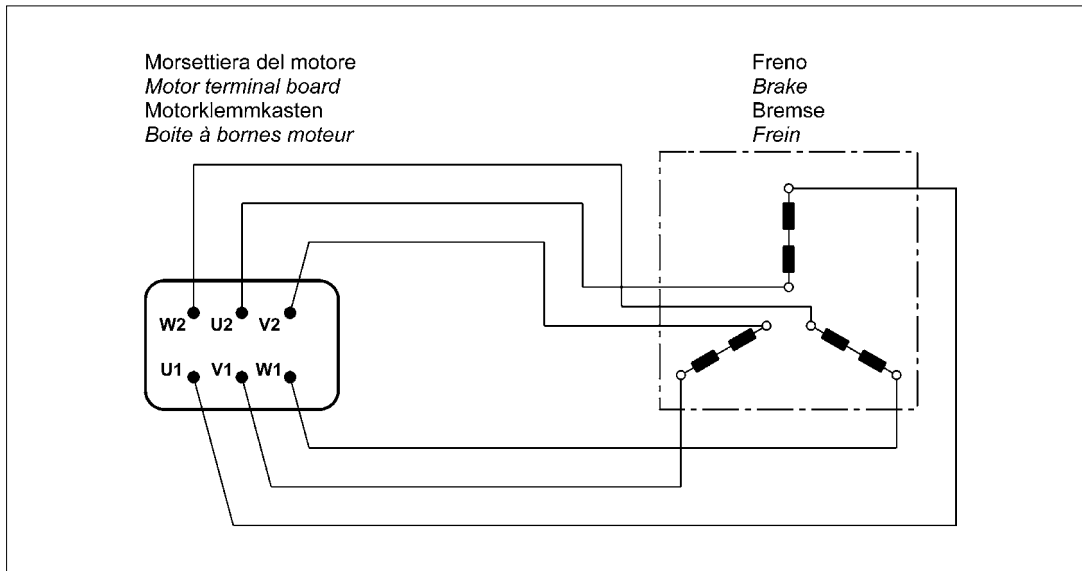 Morsettiera del motore
Motor terminal board
Motorklemmkasten
Boite à bornes moteur
Freno
Brake
Bremse
Frein
W2 U2 V2
U1 V1 W1